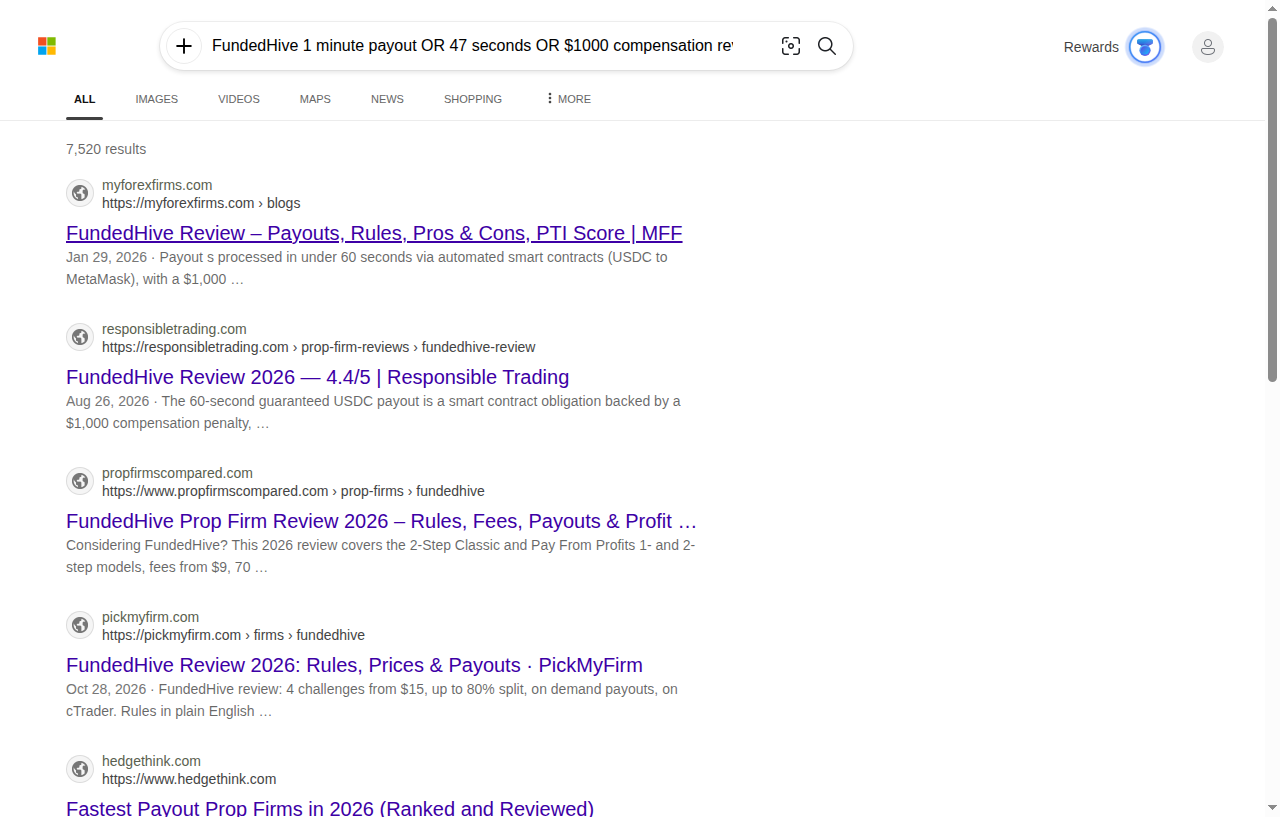 FundedHive 1 minute payout OR 47 seconds OR $1000 compensation
Rewards
ALL
IMAGES
VIDEOS
MAPS
NEWS
SHOPPING
MORE
7,520 results
myforexfirms.com
https://myforexfirms.com › blogs
FundedHive Review – Payouts, Rules, Pros & Cons, PTI Score | MFF
Jan 29, 2026 · Payout s processed in under 60 seconds via automated smart contracts (USDC to
MetaMask), with a $1,000 …
responsibletrading.com
https://responsibletrading.com › prop-firm-reviews › fundedhive-review
FundedHive Review 2026 — 4.4/5 | Responsible Trading
Aug 26, 2026 · The 60-second guaranteed USDC payout is a smart contract obligation backed by a
$1,000 compensation penalty, …
propfirmscompared.com
https://www.propfirmscompared.com › prop-firms › fundedhive
FundedHive Prop Firm Review 2026 – Rules, Fees, Payouts & Profit …
Considering FundedHive? This 2026 review covers the 2-Step Classic and Pay From Profits 1- and 2-
step models, fees from $9, 70 …
pickmyfirm.com
https://pickmyfirm.com › firms › fundedhive
FundedHive Review 2026: Rules, Prices & Payouts · PickMyFirm
Oct 28, 2026 · FundedHive review: 4 challenges from $15, up to 80% split, on demand payouts, on
cTrader. Rules in plain English …
hedgethink.com
https://www.hedgethink.com
Fastest Payout Prop Firms in 2026 (Ranked and Reviewed)